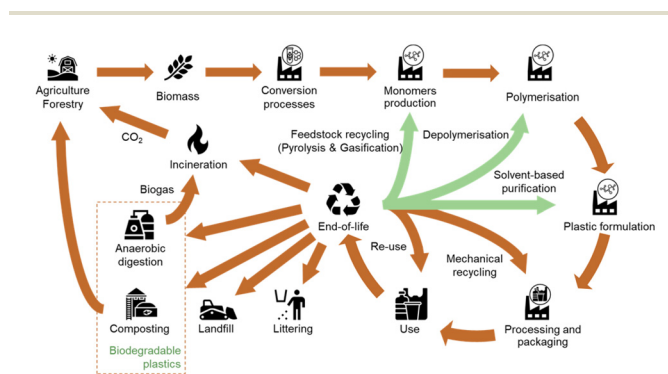 Agriculture
Forestry
Biomass
Conversion
processes
Monomers
production
Polymerisation
CO2
Incineration
Feedstock recycling
(Pyrolysis & Gasification)
Depolymerisation
Solvent-based
purification
Biogas
Anaerobic
digestion
End-of-life
Plastic formulation
Re-use
Mechanical
recycling
Composting
Landfill
Littering
Use
Processing and
packaging
Biodegradable
plastics